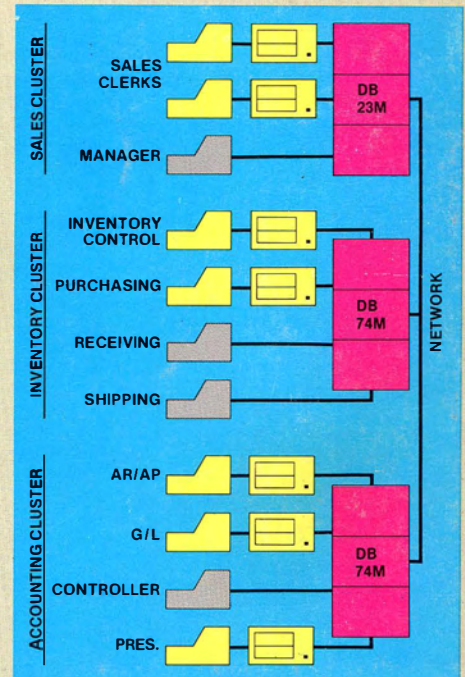 SALES CLUSTER
SALES
CLERKS
MANAGER
DB
23M
INVENTORY CLUSTER
INVENTORY
CONTROL
PURCHASING
RECEIVING
SHIPPING
DB
74M
NETWORK
ACCOUNTING CLUSTER
AR/AP
G/L
CONTROLLER
PRES.
DB
74M